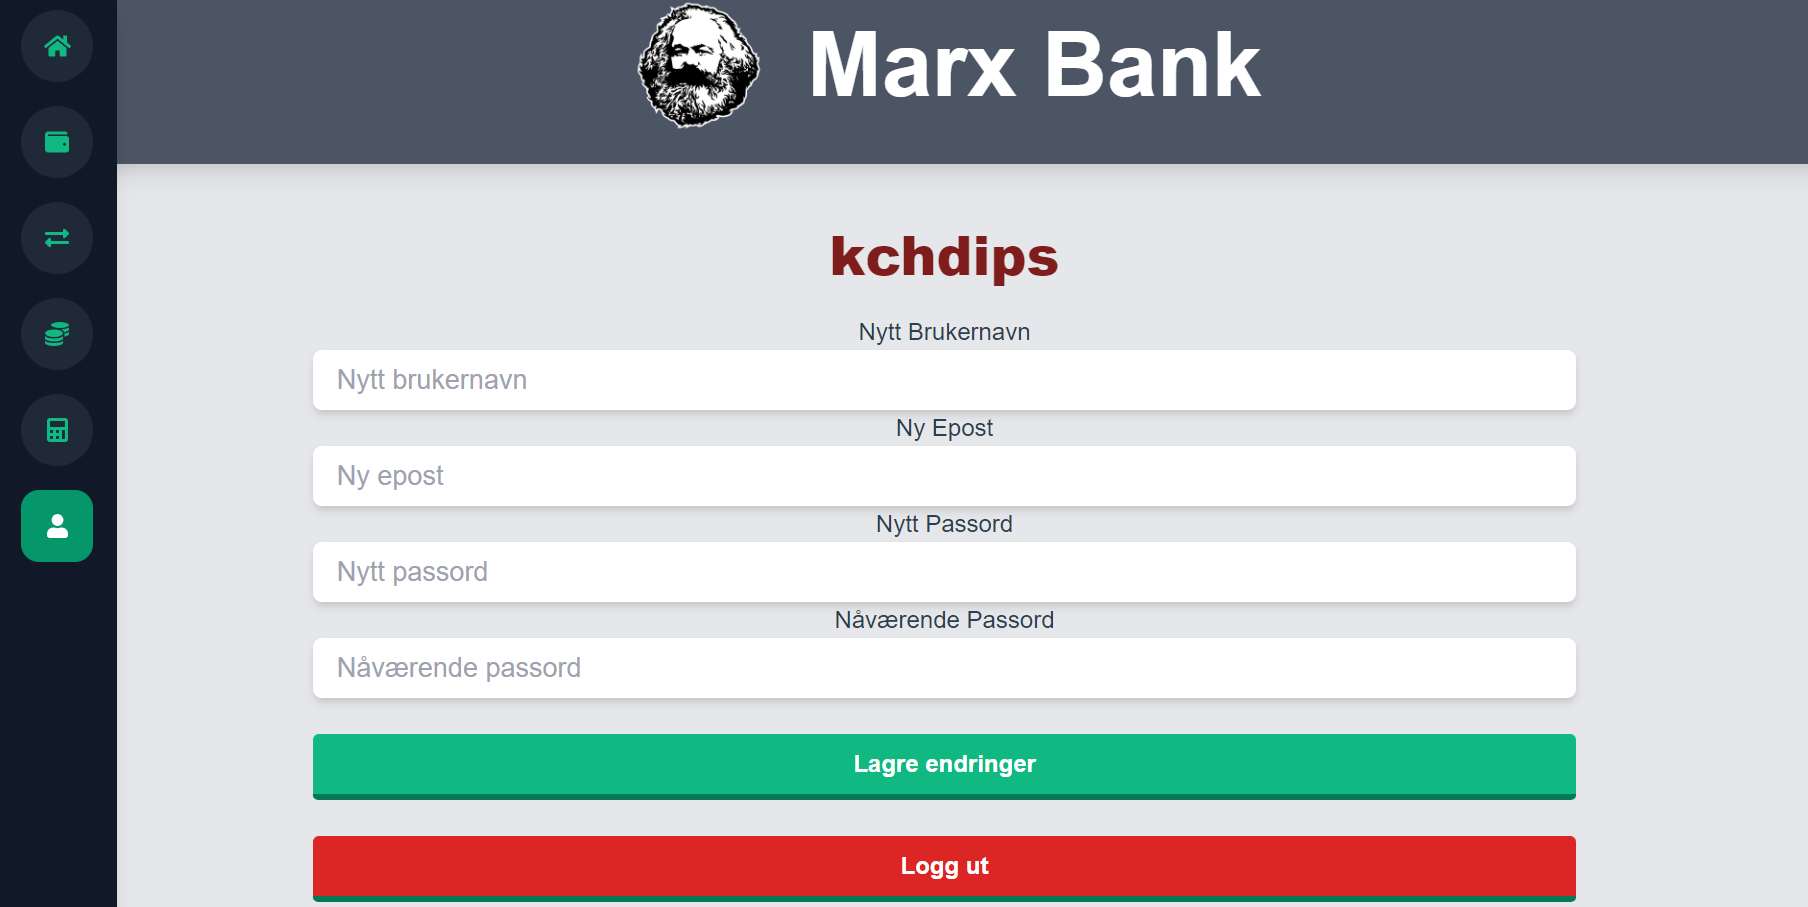 Marx Bank
kchdips
Nytt Brukernavn
Nytt brukernavn
Ny Epost
Ny epost
Nytt Passord
Nytt passord
Nåværende Passord
Nåværende passord
Lagre endringer
Logg ut